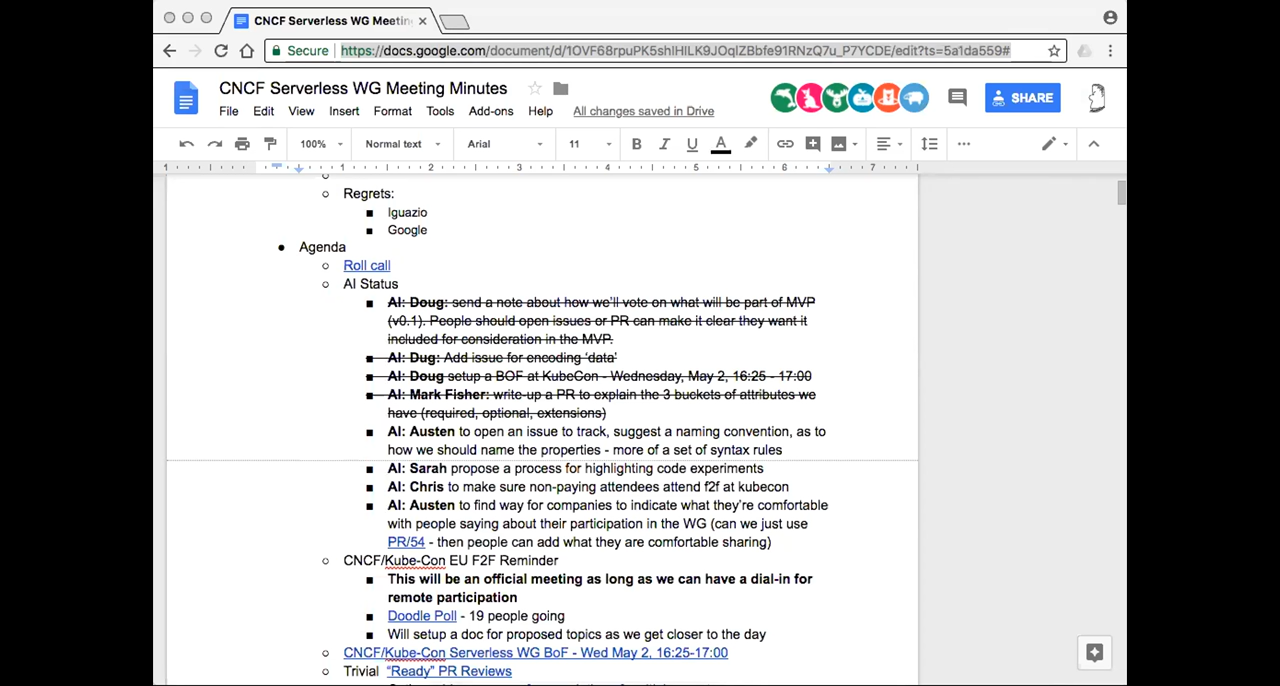 CNCF Serverless WG Meetin
Secure
https://docs.google.com/document/d/1OVF68rpuPK5shlHILK9JOqlZBbfe91RNzQ7u_P7YCDE/edit?ts=5a1da559#
CNCF Serverless WG Meeting Minutes
File Edit View Insert Format Tools Add-ons Help All changes saved in Drive
SHARE
100% Normal text Arial 11 B I U A
1 1 2 3 4 5 6 7
Regrets:
Iguazio
Google
Agenda
Roll call
AI Status
AI: Doug: send a note about how we'll vote on what will be part of MVP
(v0.1). People should open issues or PR can make it clear they want it
included for consideration in the MVP.
AI: Dug: Add issue for encoding 'data'
AI: Doug setup a BOF at KubeCon - Wednesday, May 2, 16:25 - 17:00
AI: Mark Fisher: write-up a PR to explain the 3 buckets of attributes we
have (required, optional, extensions)
AI: Austen to open an issue to track, suggest a naming convention, as to
how we should name the properties - more of a set of syntax rules
AI: Sarah propose a process for highlighting code experiments
AI: Chris to make sure non-paying attendees attend f2f at kubecon
AI: Austen to find way for companies to indicate what they're comfortable
with people saying about their participation in the WG (can we just use
PR/54 - then people can add what they are comfortable sharing)
CNCF/Kube-Con EU F2F Reminder
This will be an official meeting as long as we can have a dial-in for
remote participation
Doodle Poll - 19 people going
Will setup a doc for proposed topics as we get closer to the day
CNCF/Kube-Con Serverless WG BoF - Wed May 2, 16:25-17:00
Trivial "Ready" PR Reviews